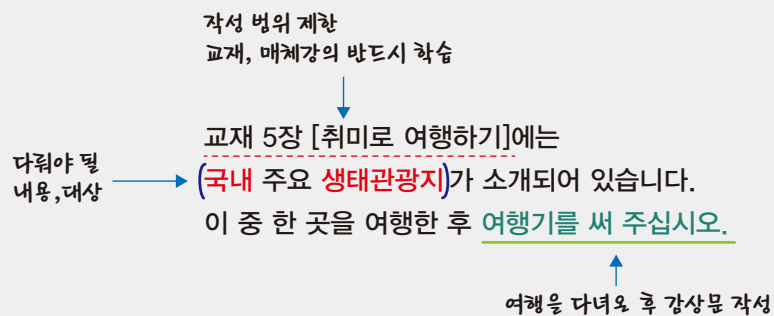 작성 범위 제한
교재, 매체강의 반드시 학습
교재 5장 [취미로 여행하기]에는
다뤄야 필
내용, 대상
(국내 주요 생태관광지)가 소개되어 있습니다.
이 중 한 곳을 여행한 후 여행기를 써 주십시오.
여행을 다녀오 후 감상문 작성